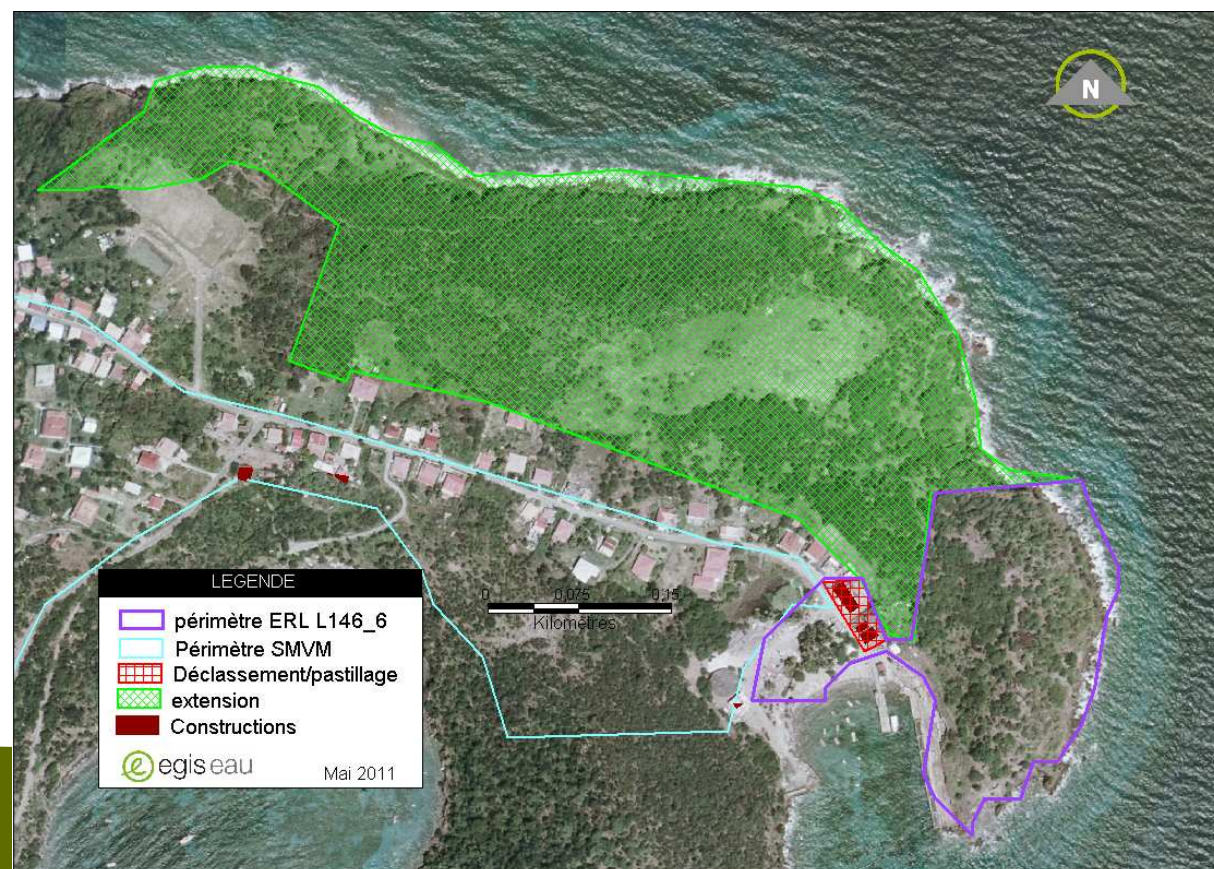 N
LEGENDE
périmètre ERL L146_6
Périmètre SMVM
Déclassement/pastillage
extension
Constructions
egis eau
Mai 2011
0 0,075 0,15
Kilomètres